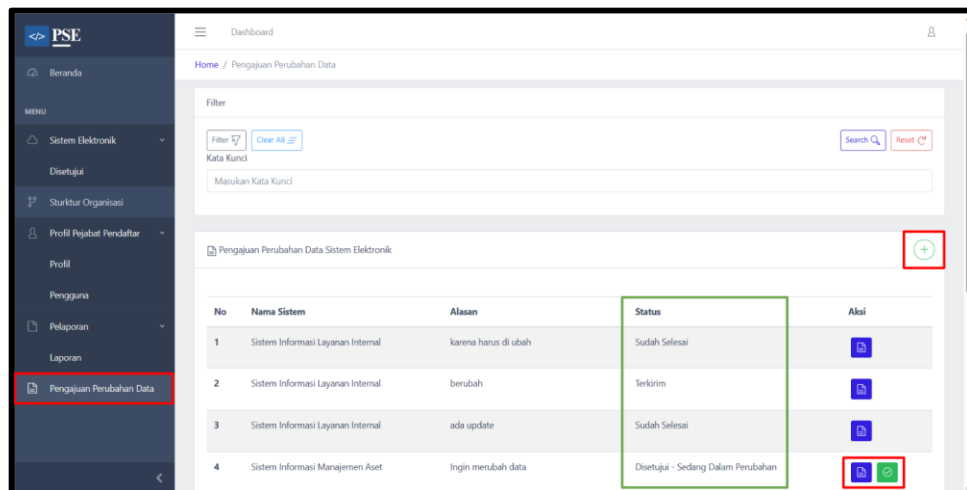 </> PSE
Dashboard
Beranda
Home / Pengajuan Perubahan Data
MENU
Sistem Elektronik
Disetujui
Sturktur Organisasi
Profil Pejabat Pendaftar
Profil
Pengguna
Pelaporan
Laporan
Pengajuan Perubahan Data
Filter
Filter Clear All Search Reset
Kata Kunci
Masukan Kata Kunci
Pengajuan Perubahan Data Sistem Elektronik
No Nama Sistem Alasan Status Aksi
1 Sistem Informasi Layanan Internal karena harus di ubah Sudah Selesai
2 Sistem Informasi Layanan Internal berubah Terkirim
3 Sistem Informasi Layanan Internal ada update Sudah Selesai
4 Sistem Informasi Manajemen Aset Ingin merubah data Disetujui - Sedang Dalam Perubahan